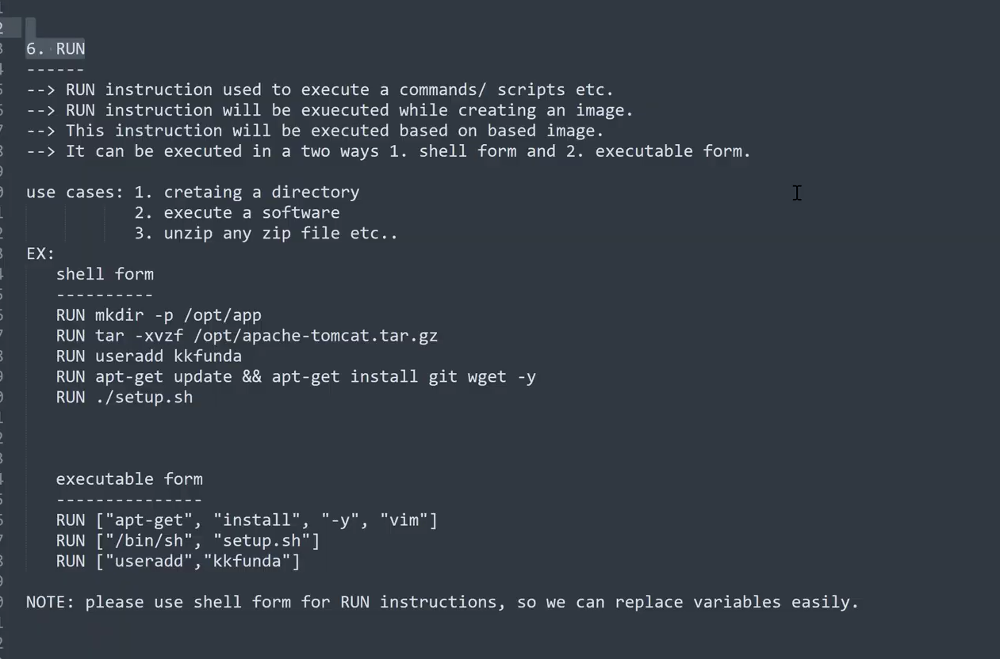 6. RUN
------
--> RUN instruction used to execute a commands/ scripts etc.
--> RUN instruction will be exuecuted while creating an image.
--> This instruction will be executed based on based image.
--> It can be executed in a two ways 1. shell form and 2. executable form.
use cases: 1. cretaing a directory
2. execute a software
3. unzip any zip file etc..
EX:
shell form
----------
RUN mkdir -p /opt/app
RUN tar -xvzf /opt/apache-tomcat.tar.gz
RUN useradd kkfunda
RUN apt-get update && apt-get install git wget -y
RUN ./setup.sh
executable form
---------------
RUN ["apt-get", "install", "-y", "vim"]
RUN ["/bin/sh", "setup.sh"]
RUN ["useradd","kkfunda"]
NOTE: please use shell form for RUN instructions, so we can replace variables easily.